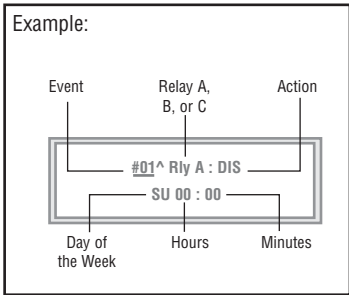 Example:
Event Relay A, Action
B, or C
#01^ Rly A : DIS
SU 00 : 00
Day of Hours Minutes
the Week